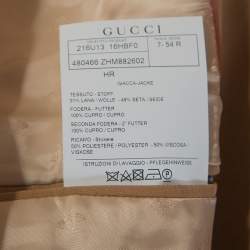 GUCCI
7- 54 R
216U13 16HBF0
480466 ZHM882602
HR
GIACCA-JACKE
TESSUTO - STOFF
51% LANA - WOLLE - 49% SETA - SEIDE
FODERA - FUTTER
100% CUPRO / CUPRO
SECONDA FODERA - 2° FUTTER
100% CUPRO / CUPRO
RICAMO - Stickerei
50% POLIESTERE / POLYESTER - 50% VISCOSA-
VISKOSE
ISTRUZIONI DI LAVAGGIO - PFLEGEHINWEIS: